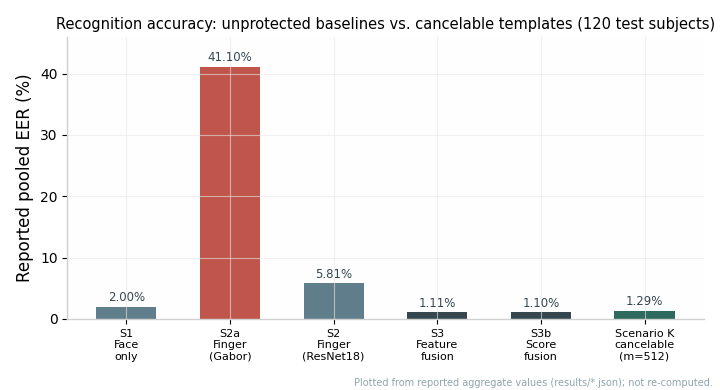 Recognition accuracy: unprotected baselines vs. cancelable templates (120 test subjects)
Reported pooled EER (%)
40
30
20
10
0
2.00%
41.10%
5.81%
1.11%
1.10%
1.29%
S1
Face
only
S2a
Finger
(Gabor)
S2
Finger
(ResNet18)
S3
Feature
fusion
S3b
Score
fusion
Scenario K
cancelable
(m=512)
Plotted from reported aggregate values (results/*.json); not re-computed.